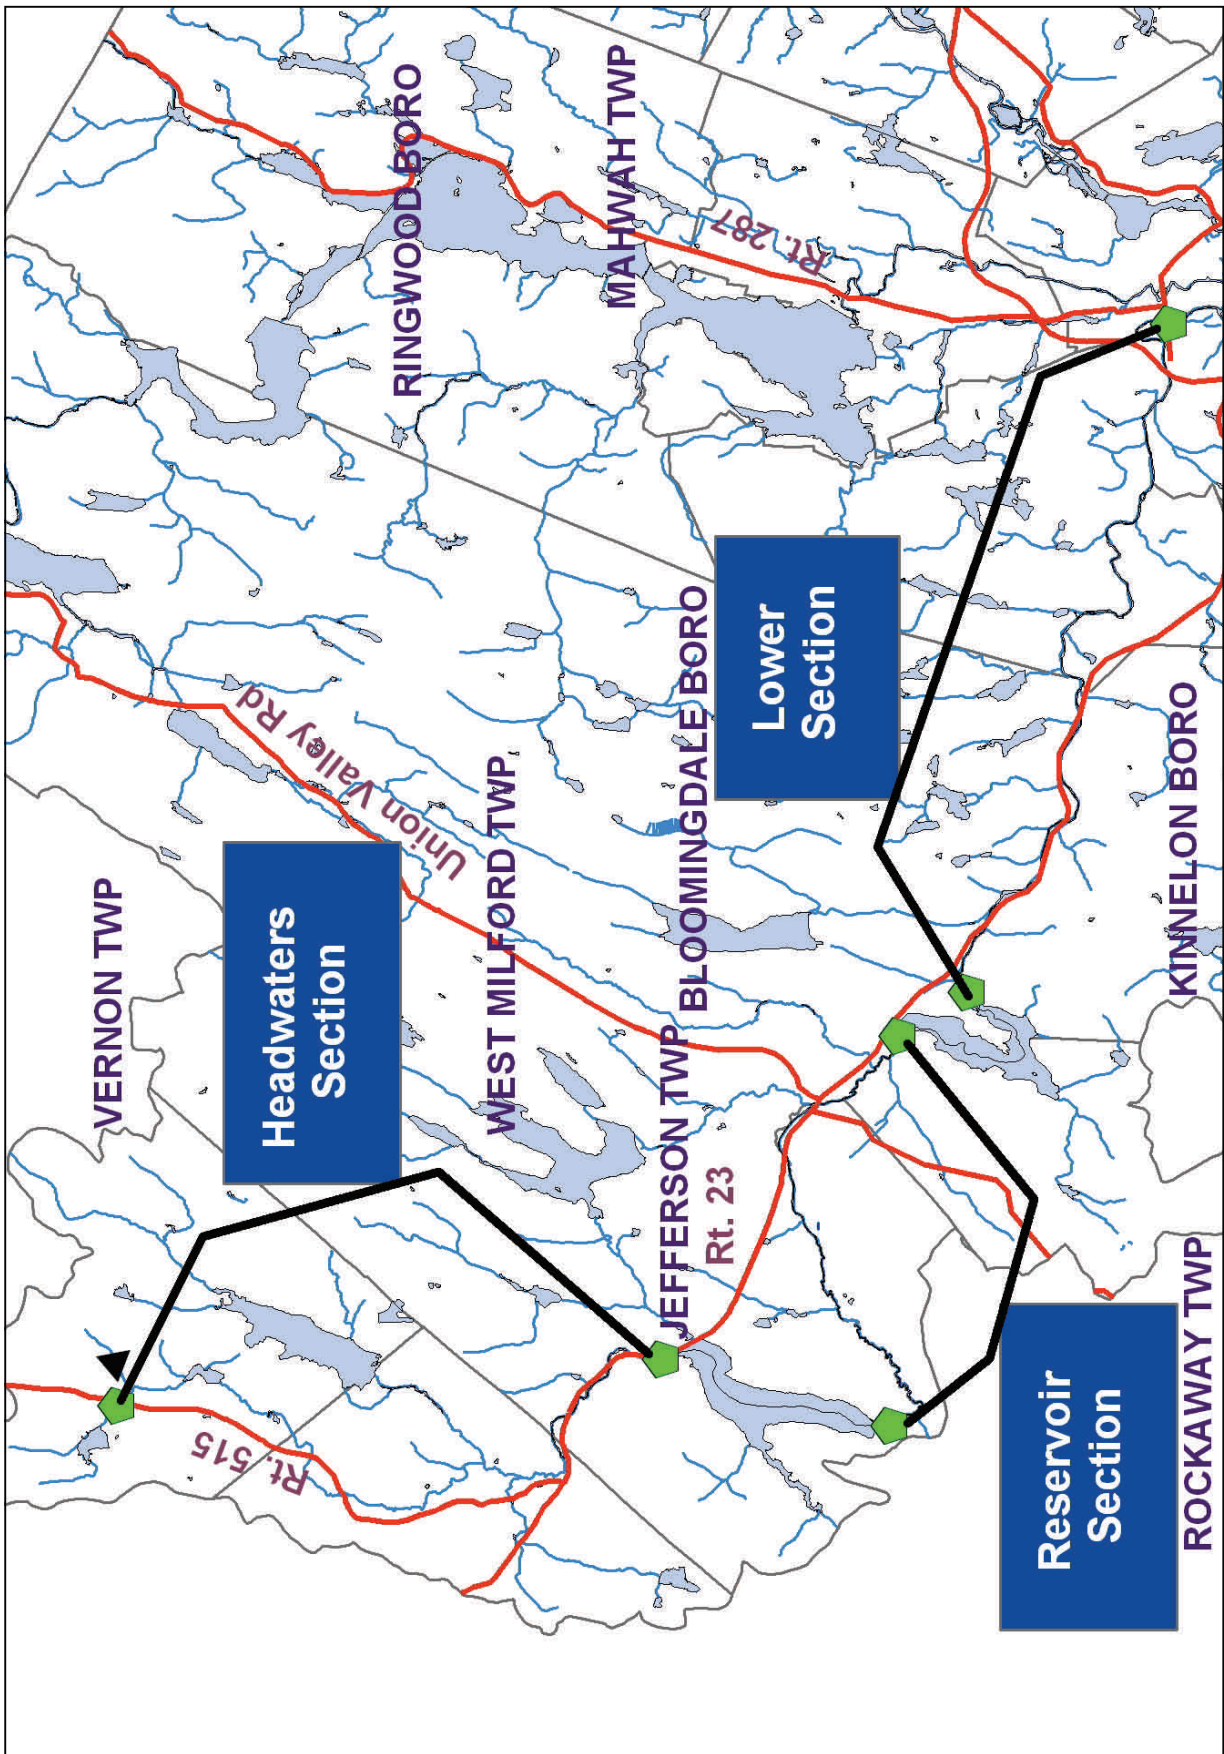 VERNON TWP
Headwaters
Section
Rt. 515
Union Valley Rd
RINGWOOD BORO
WEST MILFORD TWP
MAHWAH TWP
Rt. 287
JEFFERSON TWP
BLOOMINGDALE BORO
Rt. 23
Lower
Section
Reservoir
Section
KINNELON BORO
ROCKAWAY TWP